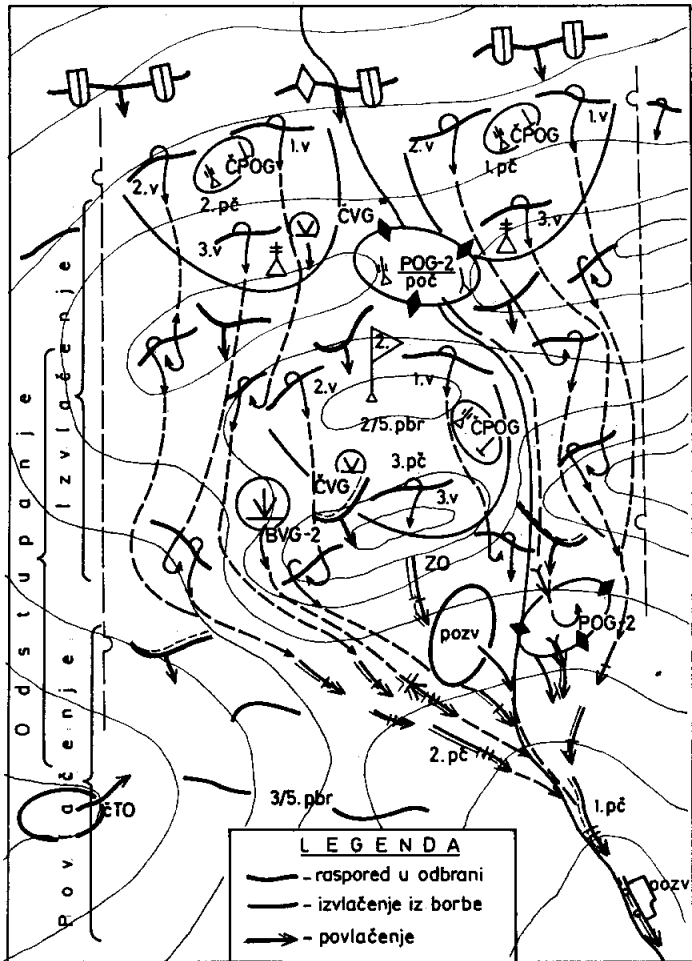 1.v
2.v
ČPOG
2.v
ČPOG
1.v
1.pč
2.pč
3.v
ČVG
3.v
POG-2
poč
2.
2.v
1.v
2/5.pbr
ČPOG
3.pč
ČVG
3.v
BVG-2
ZO
pozv
POG-2
Odstupanje
Izvlačenje
Povlačenje
2.pč
3/5.pbr
1.pč
čTO
pozv
LEGENDA
- raspored u odbrani
- izvlačenje iz borbe
- povlačenje